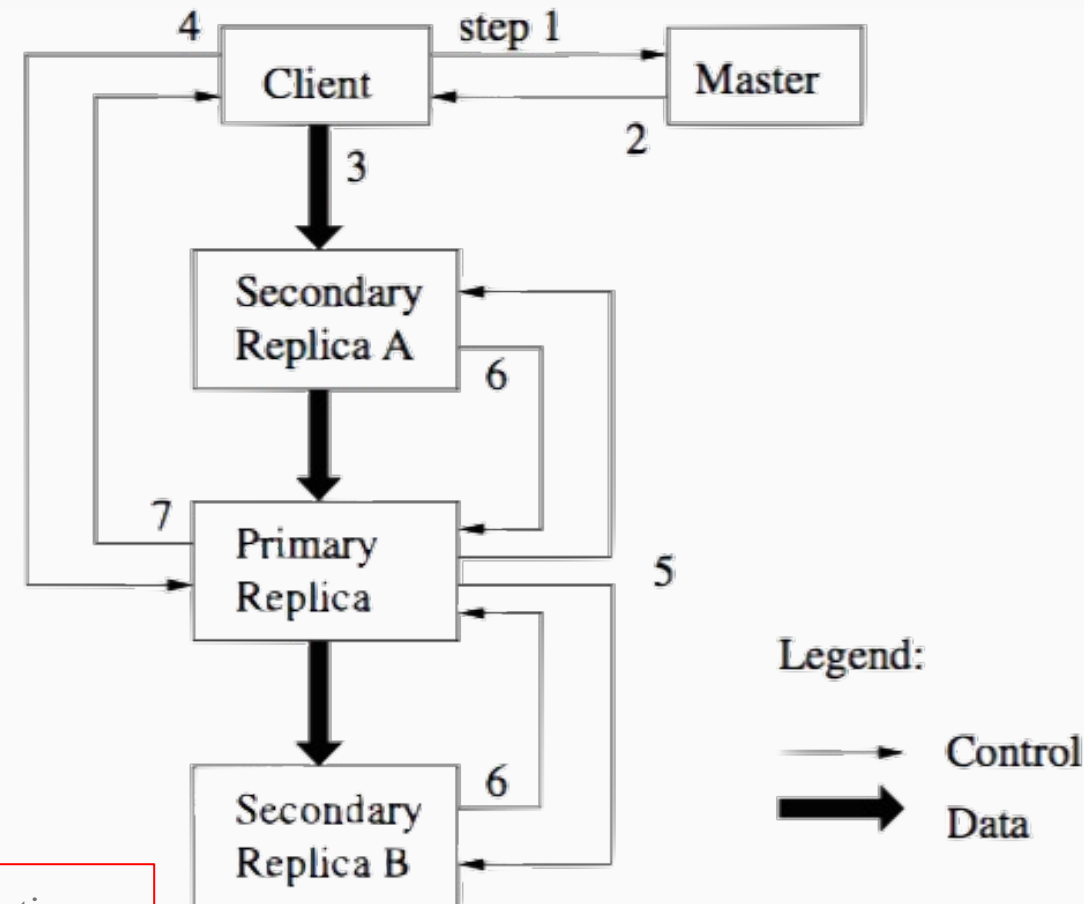 4
step 1
Client
Master
2
3
Secondary
Replica A
6
7
Primary
Replica
5
Legend:
Control
6
Secondary
Replica B
Data